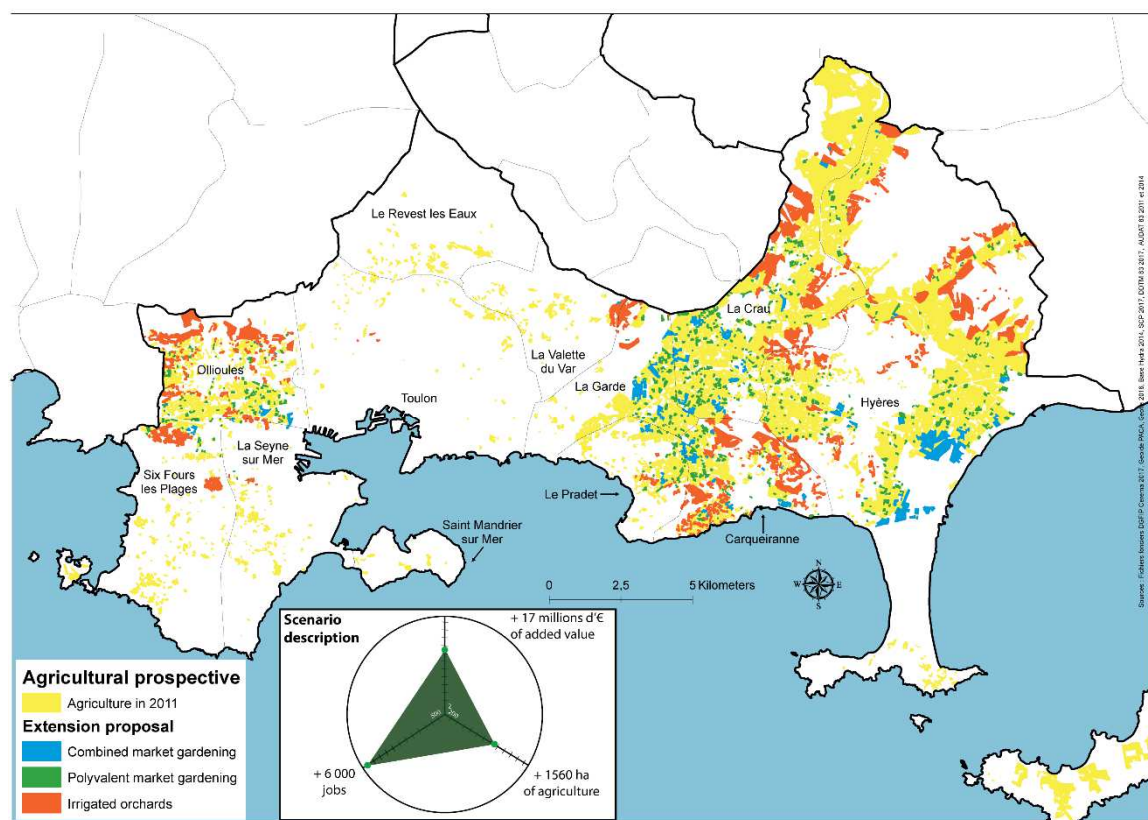 Le Revest les Eaux
La Crau
La Valette
du Var
Ollioules
La Garde
Toulon
Hyères
La Seyne
sur Mer
Six Fours
les Plages
Le Pradet
Saint Mandrier
sur Mer
Carqueiranne
N
W E
S
0 2,5 5 Kilometers
Scenario
description
+ 17 millions d'€
of added value
+ 6 000
jobs
+ 1560 ha
of agriculture
Agricultural prospective
Agriculture in 2011
Extension proposal
Combined market gardening
Polyvalent market gardening
Irrigated orchards